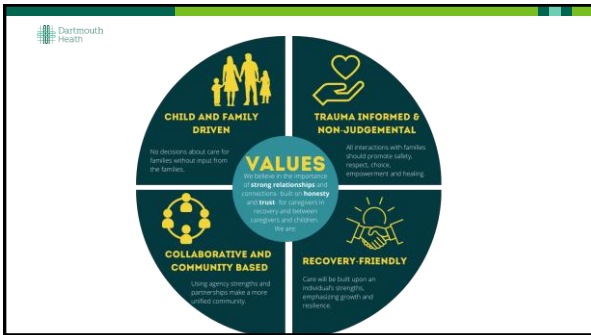 Dartmouth
Health
CHILD AND FAMILY
DRIVEN
No decisions about care for
families without input from
the families.
TRAUMA INFORMED &
NON-JUDGEMENTAL
All interactions with families
should promote safety,
respect, choice,
empowerment and healing.
VALUES
We believe in the importance
of strong relationships and
connections built on honesty
and trust for caregivers in
recovery and between
caregivers and children.
We are:
COLLABORATIVE AND
COMMUNITY BASED
Using agency strengths and
partnerships make a more
unified community.
RECOVERY-FRIENDLY
Care will be built upon an
individual's strengths,
emphasizing growth and
resilience.